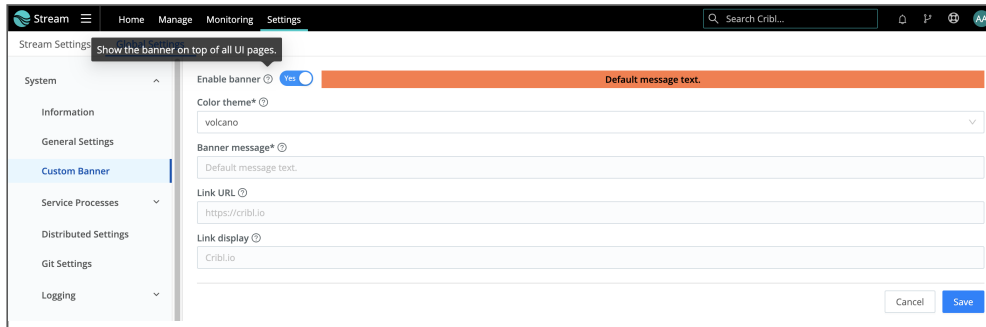 Stream Home Manage Monitoring Settings Search Cribl... AA
Stream Settings Global Settings
Show the banner on top of all UI pages.
System
Information
General Settings
Custom Banner
Service Processes
Distributed Settings
Git Settings
Logging
Enable banner ? Yes Default message text.
Color theme* ?
volcano
Banner message* ?
Default message text.
Link URL ?
https://cribl.io
Link display ?
Cribl.io
Cancel Save